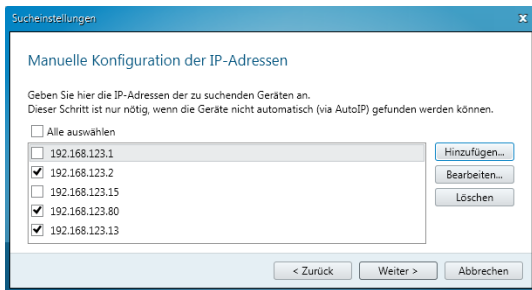 Sucheinstellungen
Manuelle Konfiguration der IP-Adressen
Geben Sie hier die IP-Adressen der zu suchenden Geräten an.
Dieser Schritt ist nur nötig, wenn die Geräte nicht automatisch (via AutoIP) gefunden werden können.
Alle auswählen
192.168.123.1
192.168.123.2
192.168.123.15
192.168.123.80
192.168.123.13
Hinzufügen...
Bearbeiten...
Löschen
< Zurück
Weiter >
Abbrechen